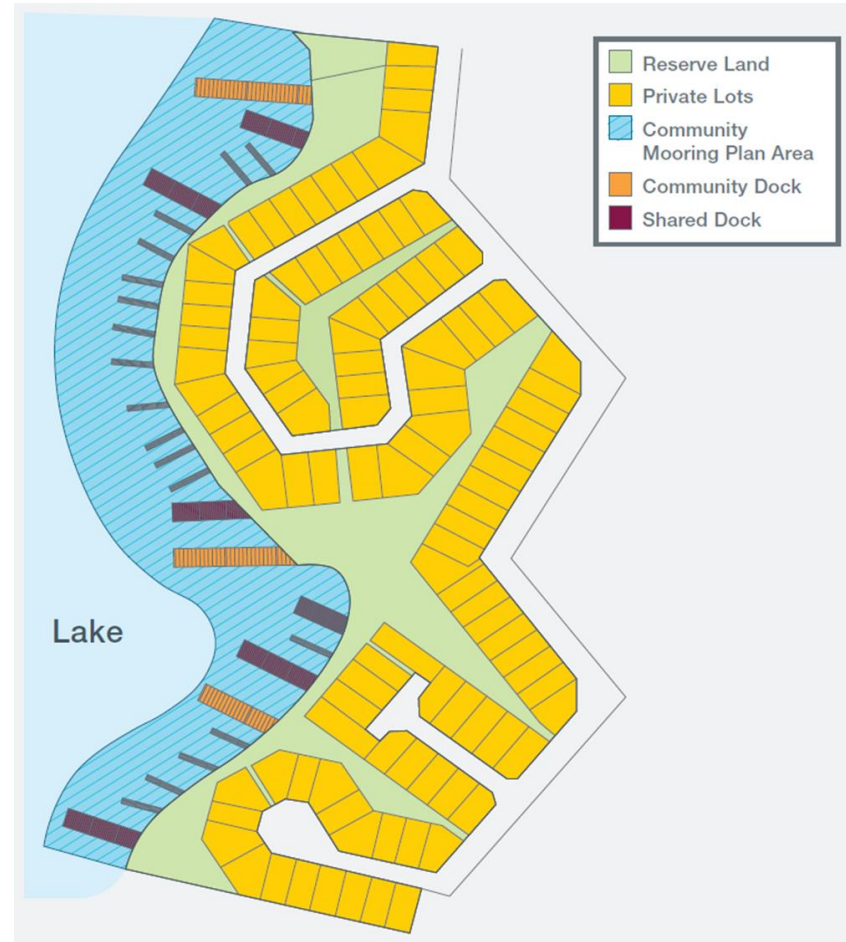 Reserve Land
Private Lots
Community
Mooring Plan Area
Community Dock
Shared Dock
Lake